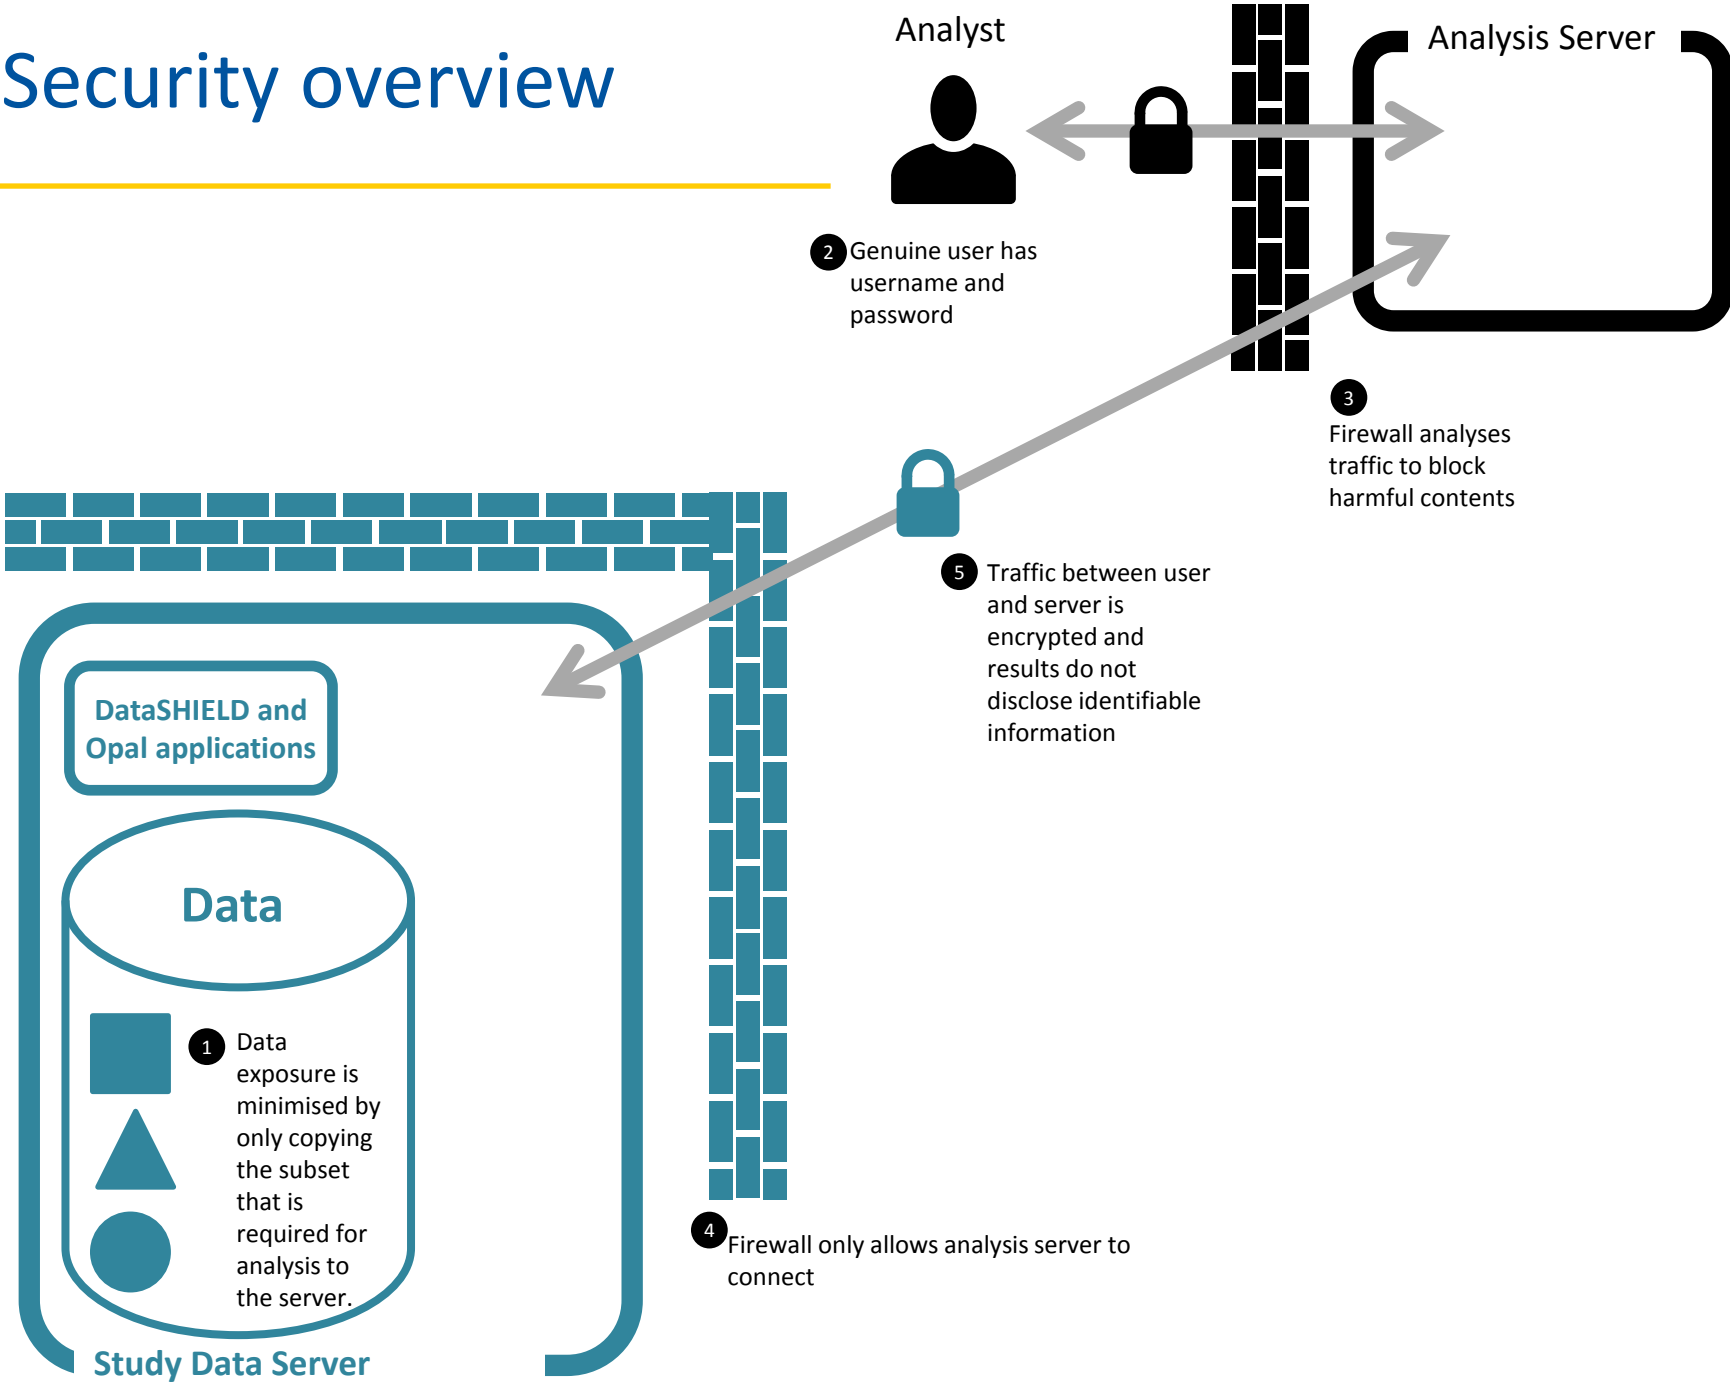 Security overview
Analyst
Analysis Server
2 Genuine user has
username and
password
3
Firewall analyses
traffic to block
harmful contents
5 Traffic between user
and server is
encrypted and
results do not
disclose identifiable
information
DataSHIELD and
Opal applications
Data
1 Data
exposure is
minimised by
only copying
the subset
that is
required for
analysis to
the server.
4 Firewall only allows analysis server to
connect
Study Data Server